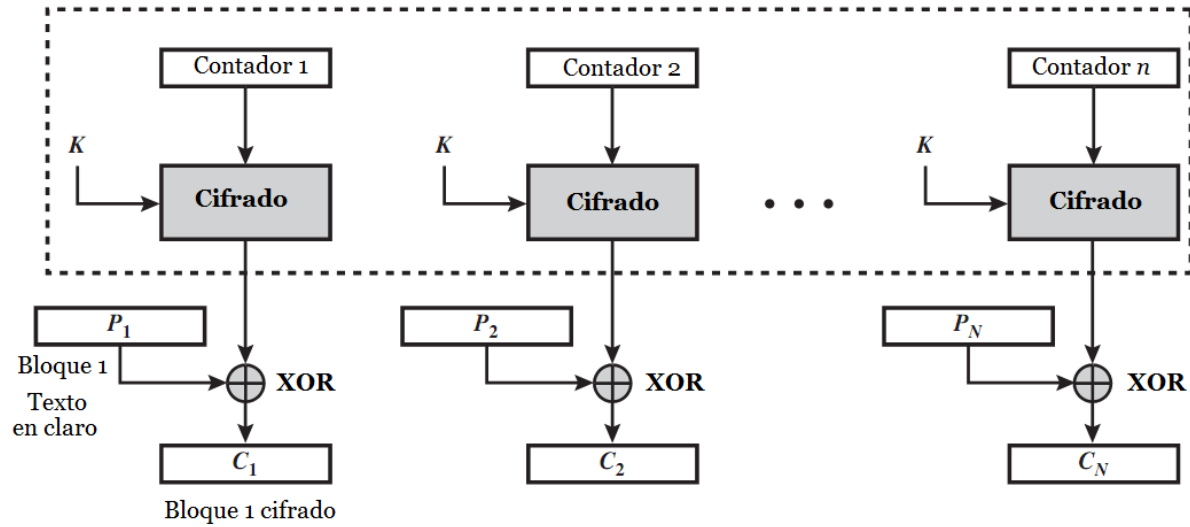 Contador 1
Contador 2
Contador n
K
K
K
Cifrado
Cifrado
• • •
Cifrado
P1
P2
PN
Bloque 1
XOR
XOR
XOR
Texto
en claro
C1
C2
CN
Bloque 1 cifrado